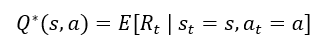 Q*(s, a) = E[R_t | s_t = s, a_t = a]